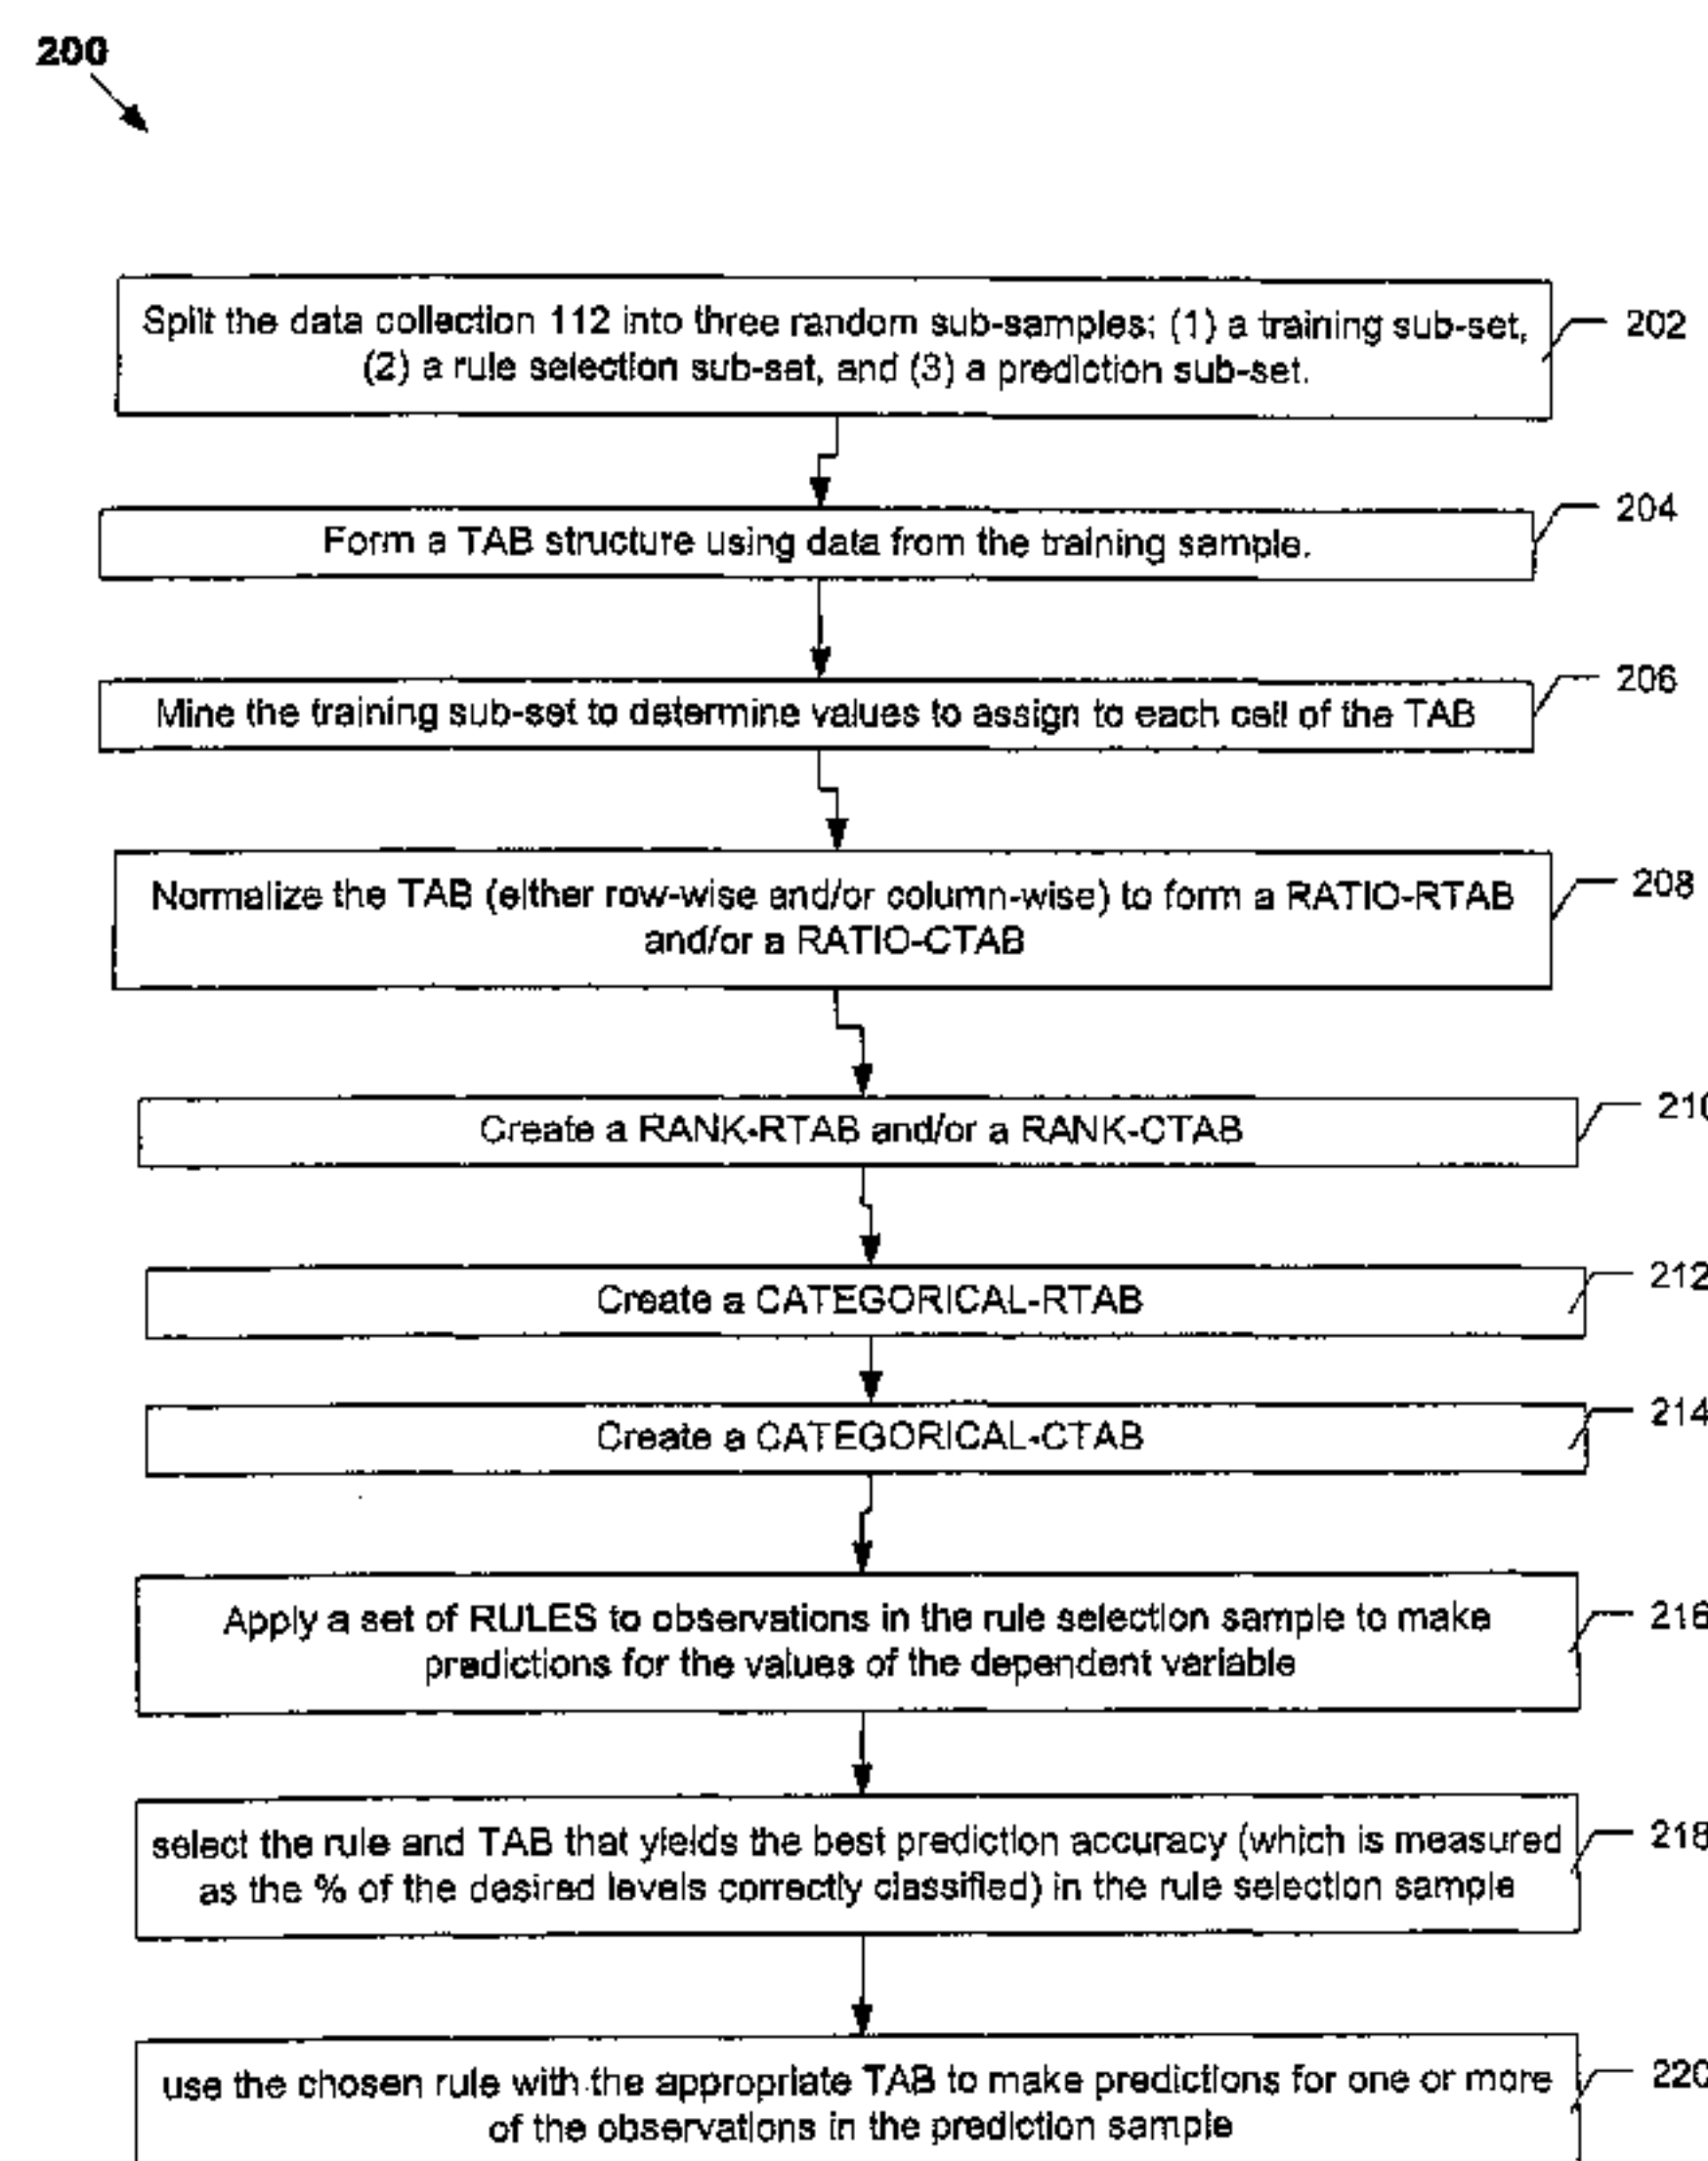 200
Split the data collection 112 into three random sub-samples: (1) a training sub-set,
(2) a rule selection sub-set, and (3) a prediction sub-set.
202
Form a TAB structure using data from the training sample.
204
Mine the training sub-set to determine values to assign to each cell of the TAB
206
Normalize the TAB (either row-wise and/or column-wise) to form a RATIO-RTAB
and/or a RATIO-CTAB
208
Create a RANK-RTAB and/or a RANK-CTAB
210
Create a CATEGORICAL-RTAB
212
Create a CATEGORICAL-CTAB
214
Apply a set of RULES to observations in the rule selection sample to make
predictions for the values of the dependent variable
216
select the rule and TAB that yields the best prediction accuracy (which is measured
as the % of the desired levels correctly classified) in the rule selection sample
218
use the chosen rule with the appropriate TAB to make predictions for one or more
of the observations in the prediction sample
220